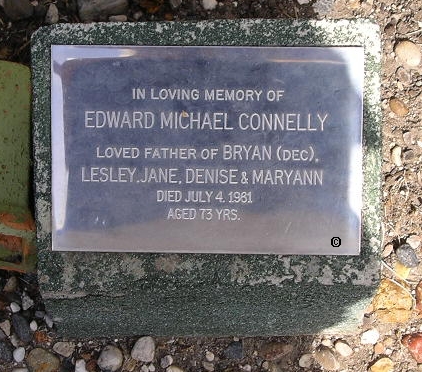 IN LOVING MEMORY OF
EDWARD MICHAEL CONNELLY
LOVED FATHER OF BRYAN (DEC),
LESLEY, JANE, DENISE & MARYANN
DIED JULY 4. 1981
AGED 73 YRS.
©